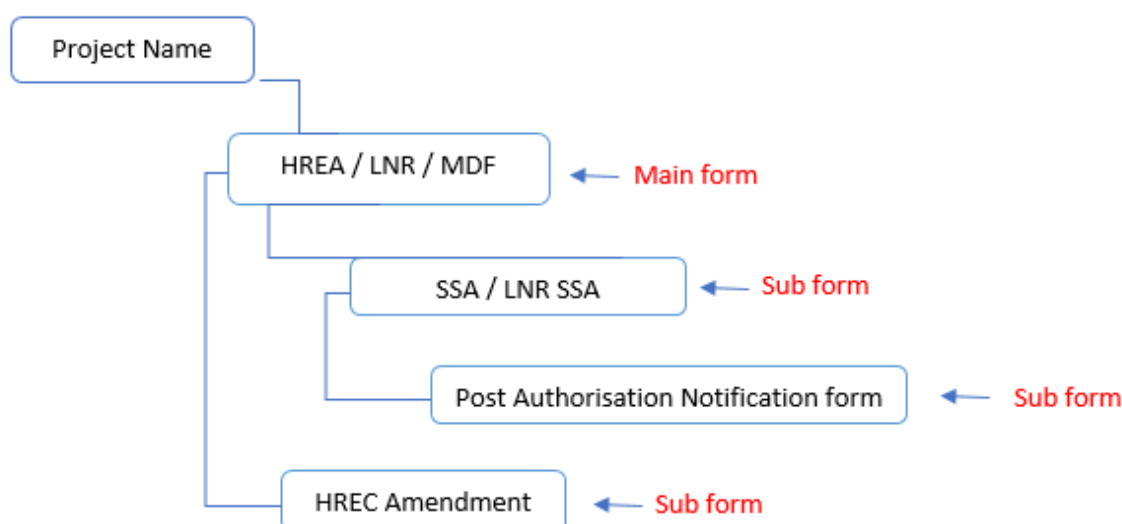 Project Name
HREA / LNR / MDF
Main form
SSA / LNR SSA
Sub form
Post Authorisation Notification form
Sub form
HREC Amendment
Sub form